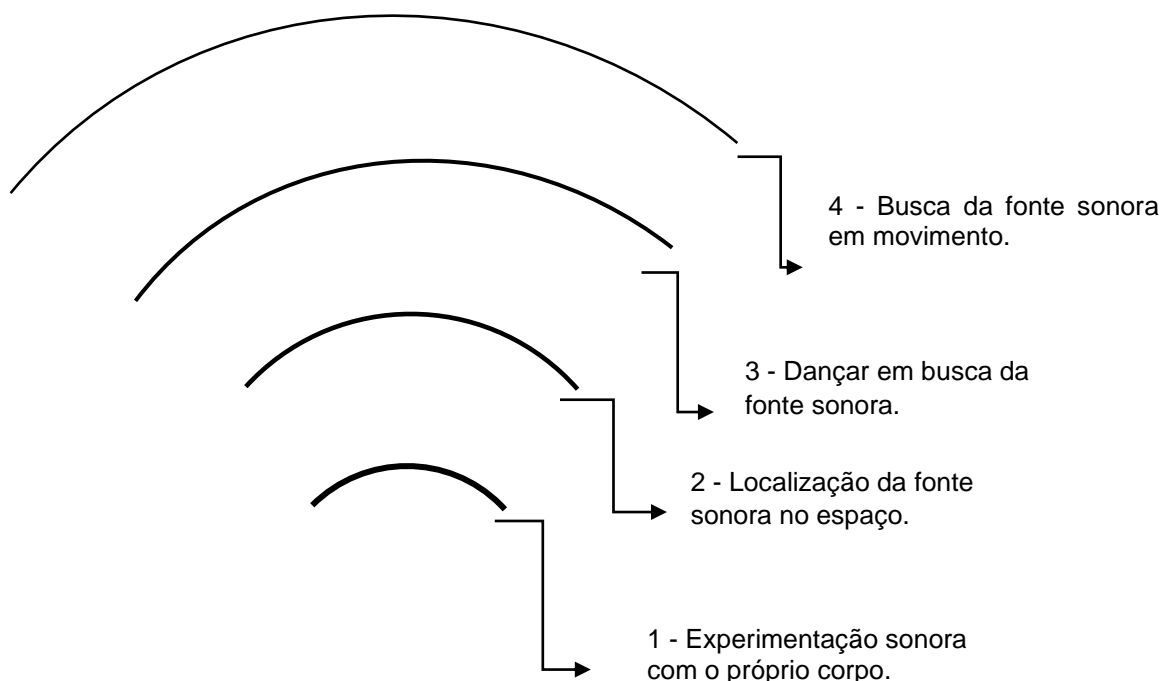 4 - Busca da fonte sonora
em movimento.
3 - Dançar em busca da
fonte sonora.
2 - Localização da fonte
sonora no espaço.
1 - Experimentação sonora
com o próprio corpo.